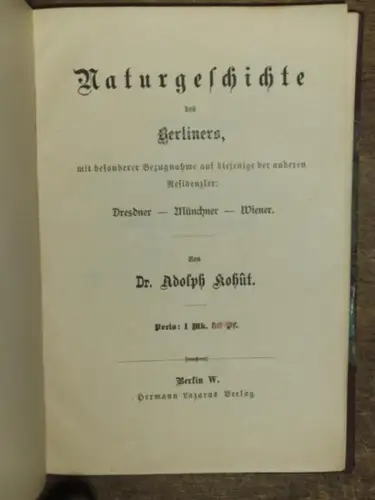 Naturgeſchichte
des
Berliners,
mit beſonderer Bezugnahme auf diejenige der anderen
Reſidenzler:
Dresdner — Münchner — Wiener.
Von
Dr. Adolph Kohût.
Preis: 1 Mk. Pf.
Berlin W.
Hermann Lazarus Verlag